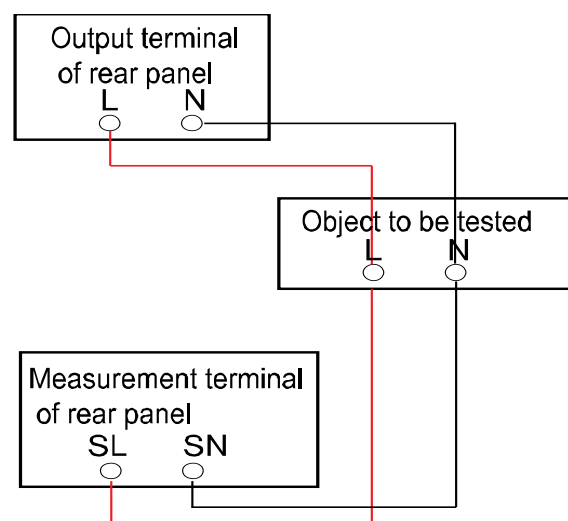 Output terminal
of rear panel
L N
Object to be tested
L N
Measurement terminal
of rear panel
SL SN